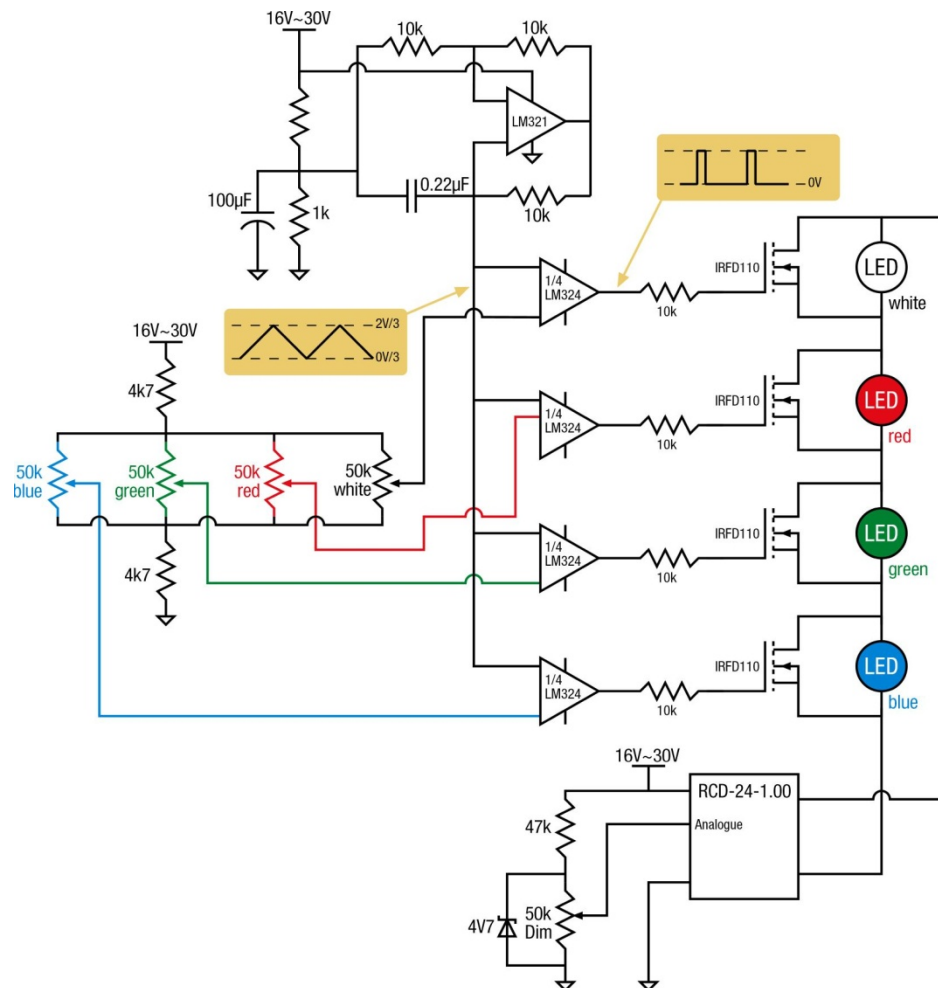 16V~30V
10k
10k
LM321
100µF
1k
0.22µF
10k
0V
1/4
LM324
10k
IRFD110
LED
white
2V/3
0V/3
16V~30V
4k7
1/4
LM324
10k
IRFD110
LED
red
50k
blue
50k
green
50k
red
50k
white
4k7
1/4
LM324
10k
IRFD110
LED
green
1/4
LM324
10k
IRFD110
LED
blue
16V~30V
RCD-24-1.00
Analogue
47k
4V7
50k
Dim